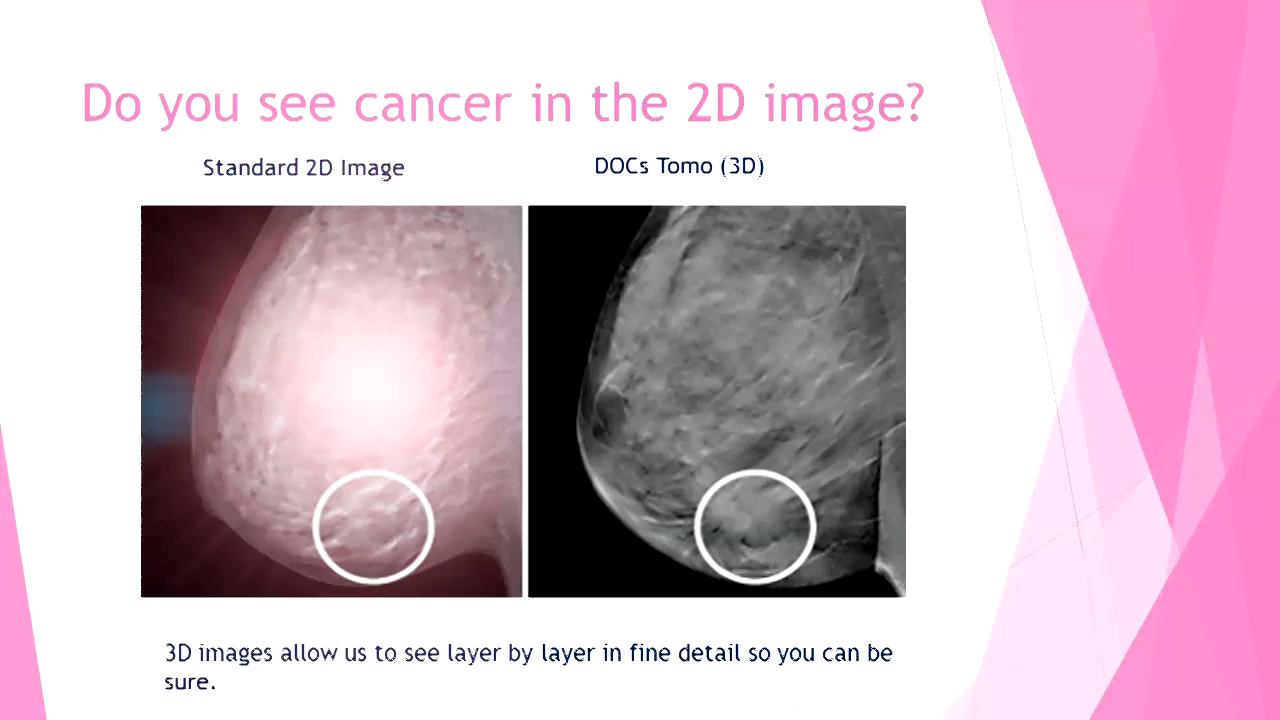 Do you see cancer in the 2D image?
Standard 2D Image
DOCs Tomo (3D)
3D images allow us to see layer by layer in fine detail so you can be
sure.